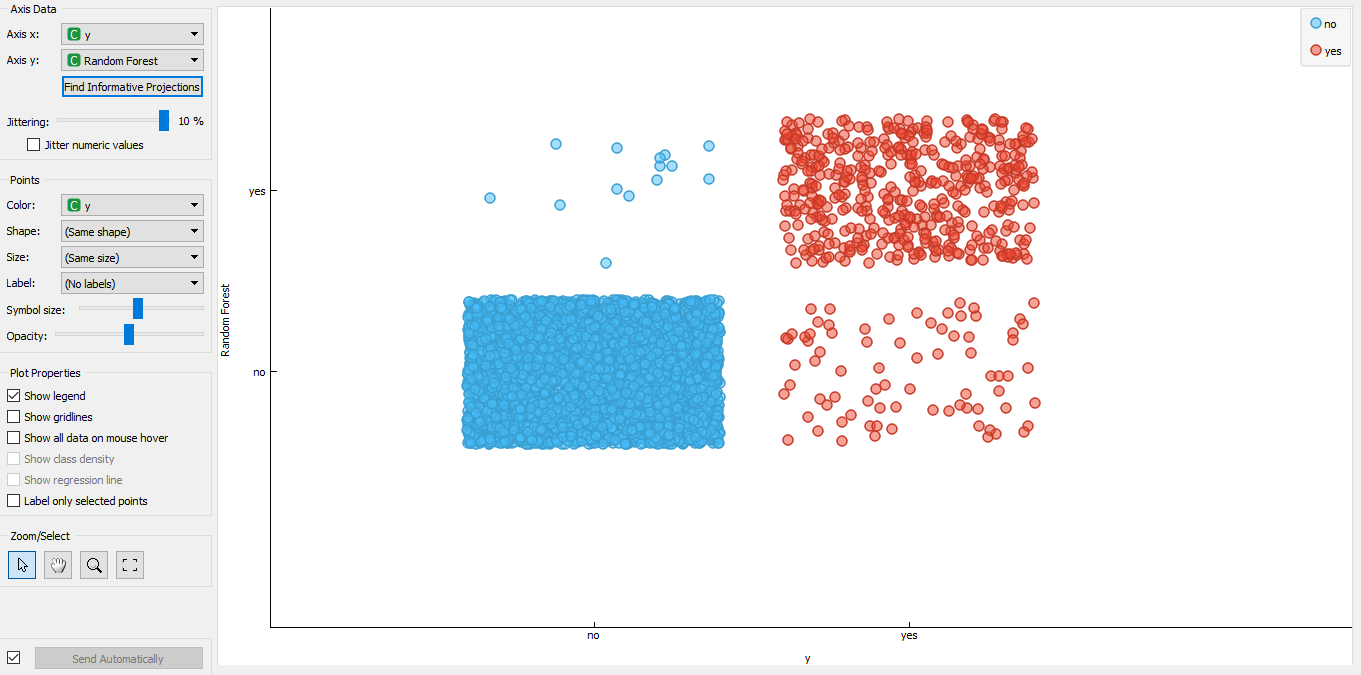 Axis Data
Axis x: C y
Axis y: C Random Forest
Find Informative Projections
Jittering: 10 %
Jitter numeric values
Points
Color: C y
Shape: (Same shape)
Size: (Same size)
Label: (No labels)
Symbol size:
Opacity:
Plot Properties
Show legend
Show gridlines
Show all data on mouse hover
Show class density
Show regression line
Label only selected points
Zoom/Select
Send Automatically
Random Forest
yes
no
no yes
y
no
yes